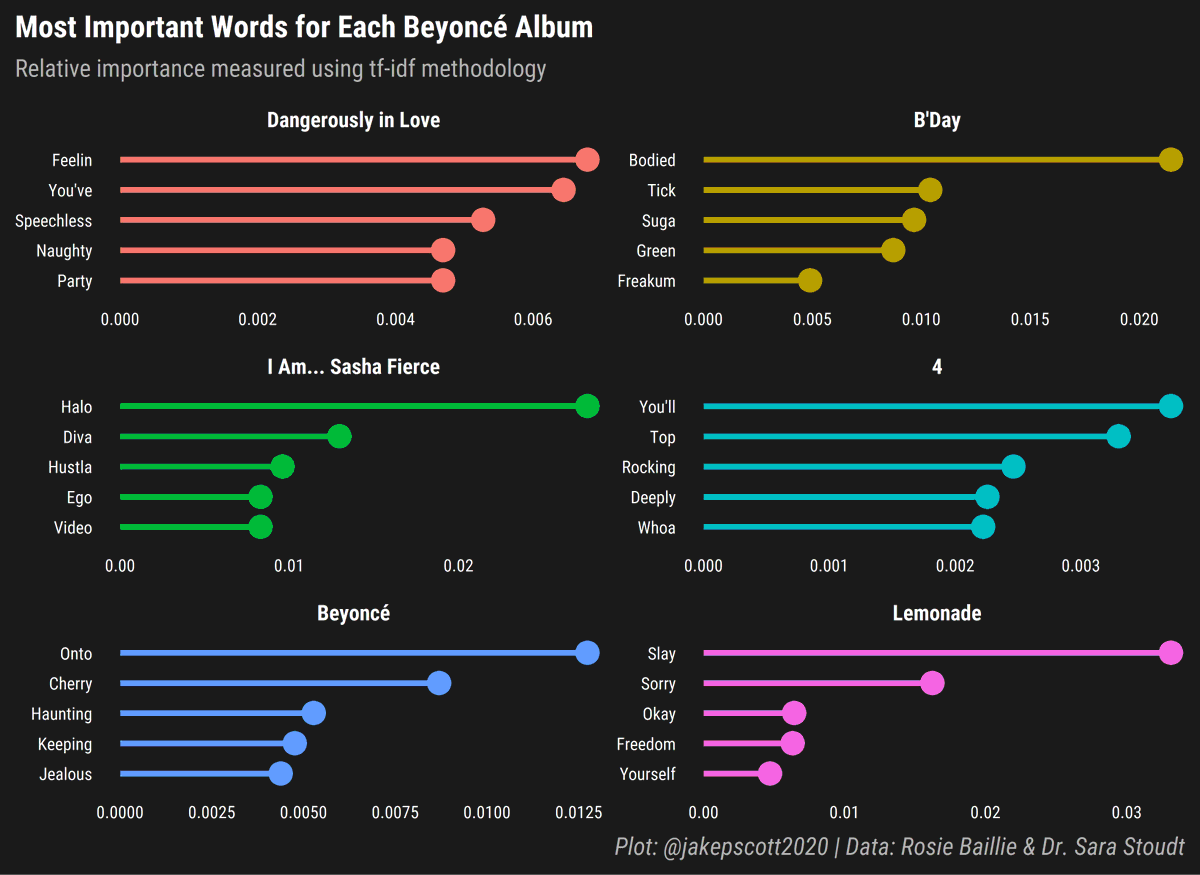 Most Important Words for Each Beyoncé Album
Relative importance measured using tf-idf methodology
Dangerously in Love
Feelin
You've
Speechless
Naughty
Party
0.000 0.002 0.004 0.006
B'Day
Bodied
Tick
Suga
Green
Freakum
0.000 0.005 0.010 0.015 0.020
I Am... Sasha Fierce
Halo
Diva
Hustla
Ego
Video
0.00 0.01 0.02
4
You'll
Top
Rocking
Deeply
Whoa
0.000 0.001 0.002 0.003
Beyoncé
Onto
Cherry
Haunting
Keeping
Jealous
0.0000 0.0025 0.0050 0.0075 0.0100 0.0125
Lemonade
Slay
Sorry
Okay
Freedom
Yourself
0.00 0.01 0.02 0.03
Plot: @jakepscott2020 | Data: Rosie Baillie & Dr. Sara Stoudt